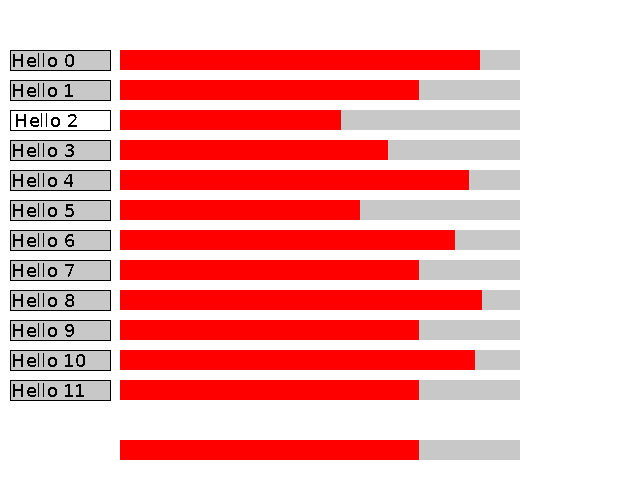 Hello 0
Hello 1
Hello 2
Hello 3
Hello 4
Hello 5
Hello 6
Hello 7
Hello 8
Hello 9
Hello 10
Hello 11